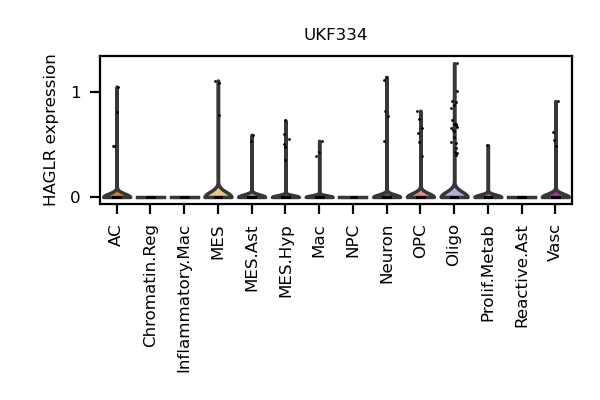 UKF334
HAGLR expression
1
0
AC
Chromatin.Reg
Inflammatory.Mac
MES
MES.Ast
MES.Hyp
Mac
NPC
Neuron
OPC
Oligo
Prolif.Metab
Reactive.Ast
Vasc